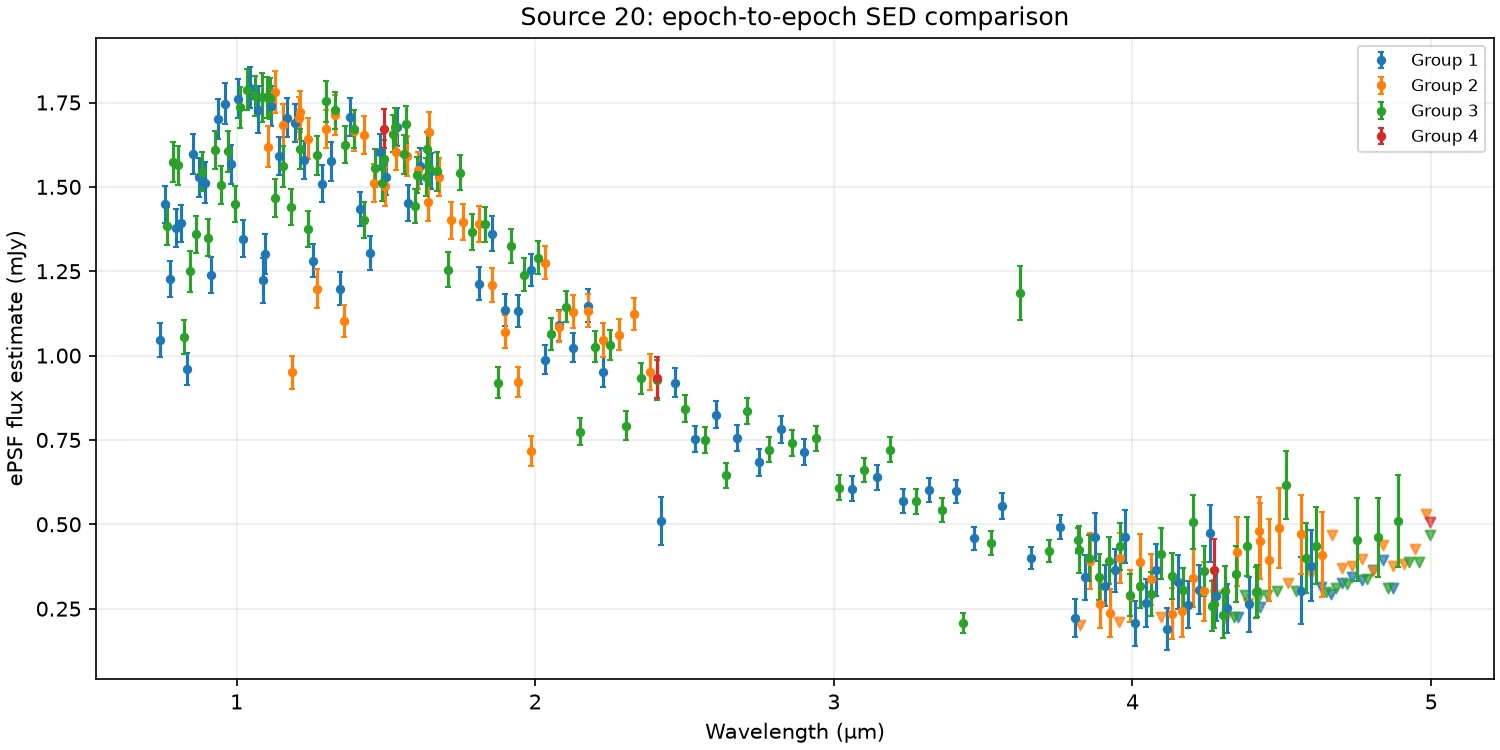 Source 20: epoch-to-epoch SED comparison
Group 1
Group 2
Group 3
Group 4
ePSF flux estimate (mJy)
1.75
1.50
1.25
1.00
0.75
0.50
0.25
1 2 3 4 5
Wavelength (μm)